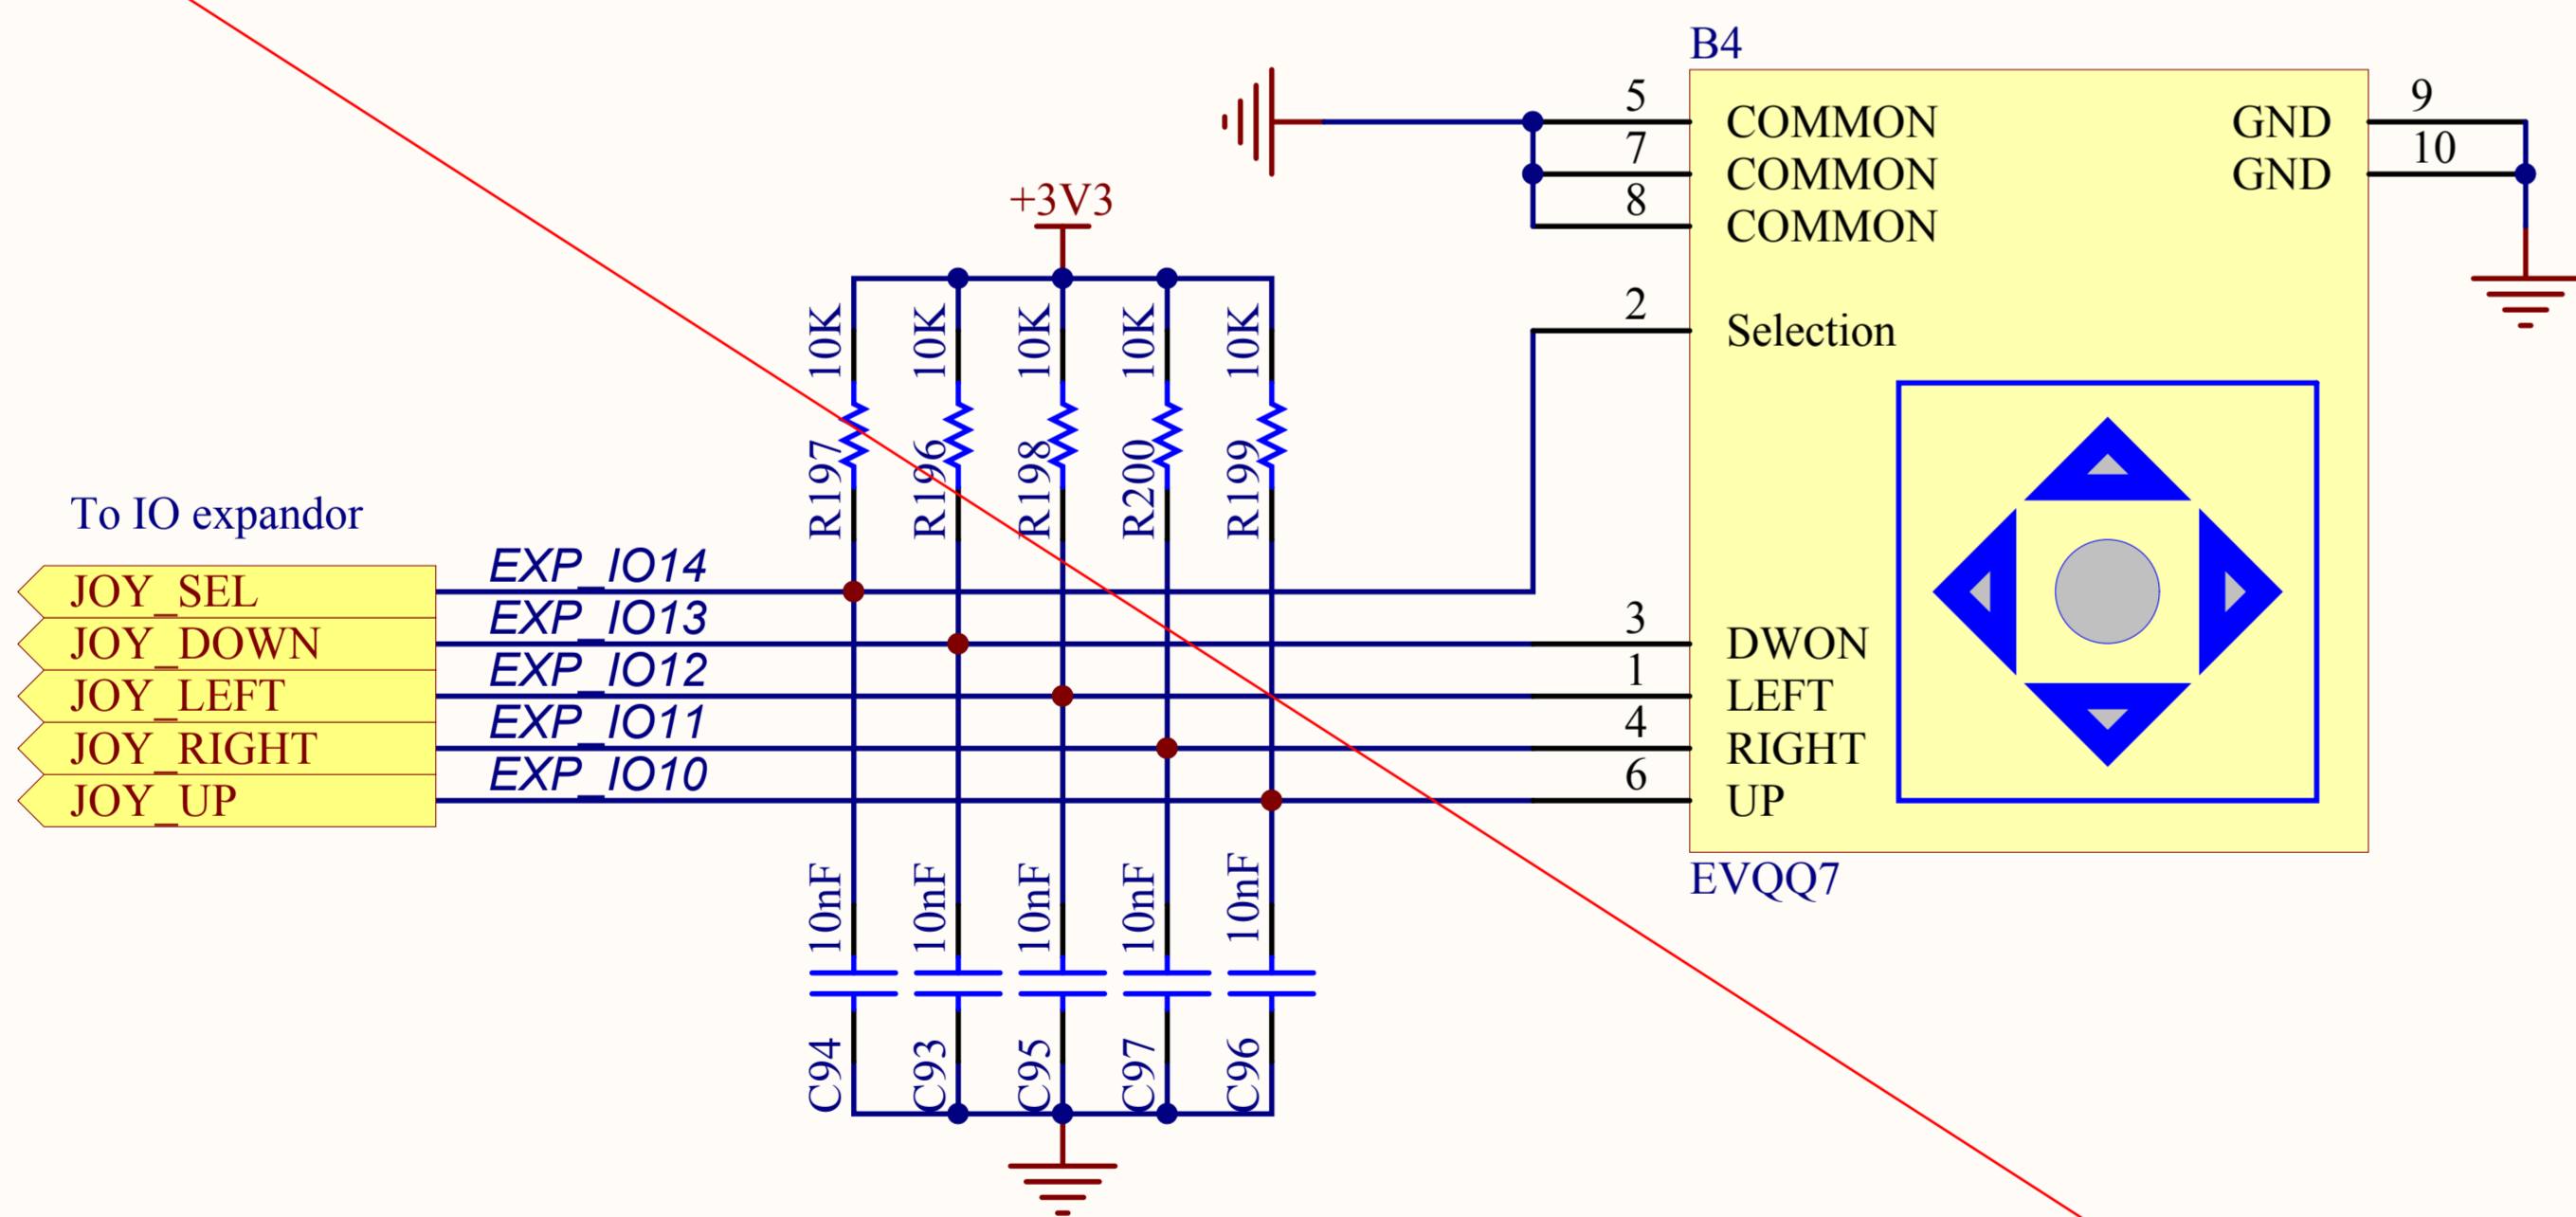 B4
5
COMMON
GND
9
7
COMMON
GND
10
8
COMMON
+3V3
2
Selection
10K
10K
10K
10K
10K
R197
R196
R198
R200
R199
To IO expandor
JOY_SEL
EXP_IO14
JOY_DOWN
EXP_IO13
3
DWON
JOY_LEFT
EXP_IO12
1
LEFT
JOY_RIGHT
EXP_IO11
4
RIGHT
JOY_UP
EXP_IO10
6
UP
EVQQ7
10nF
10nF
10nF
10nF
10nF
C94
C93
C95
C97
C96